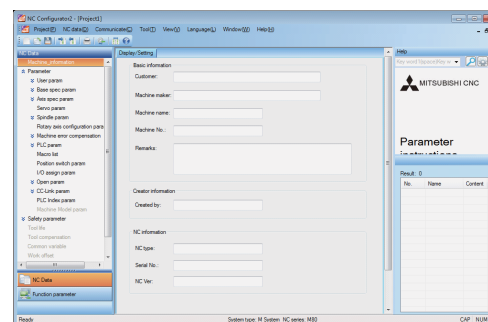 NC Configurator2 - [Project1]
Project(P) NC data(D) Communicate(C) Tool(T) View(V) Language(L) Window(W) Help(H)
NC Data
Machine_information
Parameter
User param
Base spec param
Axis spec param
Servo param
Spindle param
Rotary axis configuration para
Machine error compensation
PLC param
Macro list
Position switch param
I/O assign param
Open param
CC-Link param
PLC Index param
Machine Model param
Safety parameter
Tool life
Tool compensation
Common variable
Work offset
NC Data
Function parameter
Display/Setting
Basic information
Customer:
Machine maker:
Machine name:
Machine No.:
Remarks:
Creator information
Created by:
NC information
NC type:
Serial No.:
NC Ver:
Help
MITSUBISHI CNC
Parameter
instructions
Result: 0
No. Name Content
Ready System type: M System NC series: M80 CAP NUM